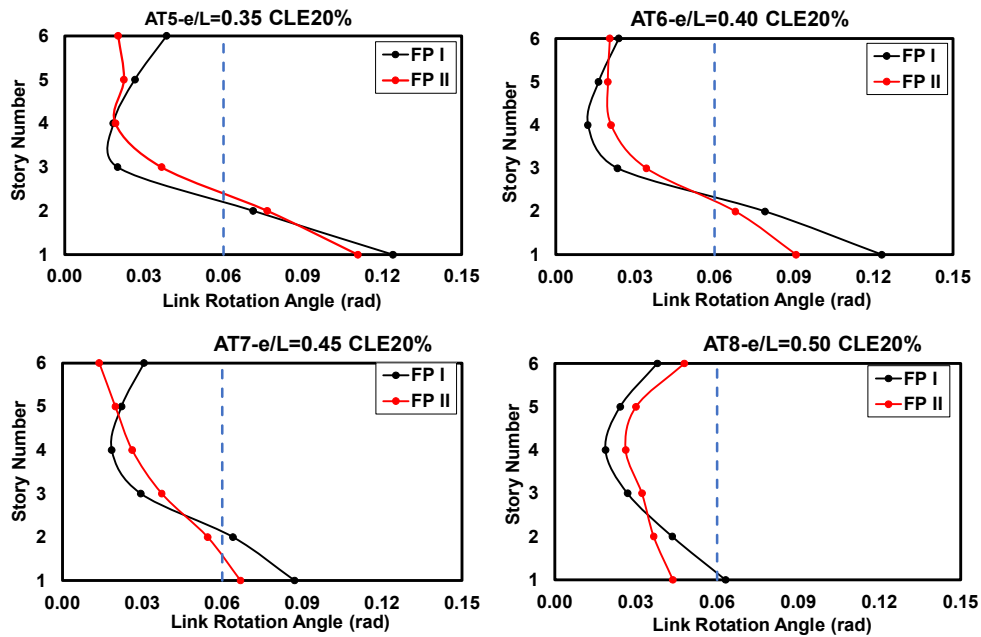 AT5-e/L=0.35 CLE20%
6
5
4
3
2
1
Story Number
FP I
FP II
0.00 0.03 0.06 0.09 0.12 0.15
Link Rotation Angle (rad)
AT6-e/L=0.40 CLE20%
6
5
4
3
2
1
Story Number
FP I
FP II
0.00 0.03 0.06 0.09 0.12 0.15
Link Rotation Angle (rad)
AT7-e/L=0.45 CLE20%
6
5
4
3
2
1
Story Number
FP I
FP II
0.00 0.03 0.06 0.09 0.12 0.15
Link Rotation Angle (rad)
AT8-e/L=0.50 CLE20%
6
5
4
3
2
1
Story Number
FP I
FP II
0.00 0.03 0.06 0.09 0.12 0.15
Link Rotation Angle (rad)